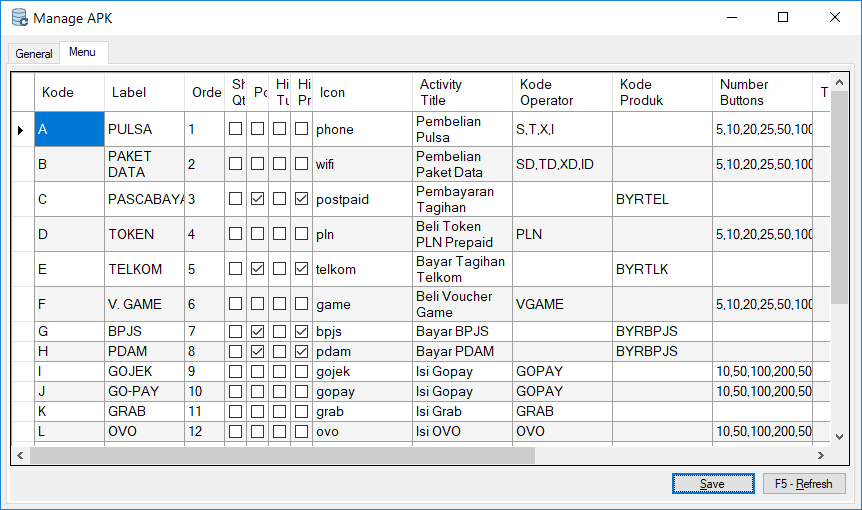 Manage APK
General Menu
Kode Label Orde Sh Qt Po Hi Tu Hi Pr Icon Activity Title Kode Operator Kode Produk Number Buttons T
A PULSA 1 phone Pembelian Pulsa S,T,X,I 5,10,20,25,50,100
B PAKET DATA 2 wifi Pembelian Paket Data SD,TD,XD,ID 5,10,20,25,50,100
C PASCABAYA 3 postpaid Pembayaran Tagihan BYRTEL
D TOKEN 4 pln Beli Token PLN Prepaid PLN 5,10,20,25,50,100
E TELKOM 5 telkom Bayar Tagihan Telkom BYRTLK
F V. GAME 6 game Beli Voucher Game VGAME 5,10,20,25,50,100
G BPJS 7 bpjs Bayar BPJS BYRBPJS
H PDAM 8 pdam Bayar PDAM BYRBPJS
I GOJEK 9 gojek Isi Gopay GOPAY 10,50,100,200,50
J GO-PAY 10 gopay Isi Gopay GOPAY 10,50,100,200,50
K GRAB 11 grab Isi Grab GRAB
L OVO 12 ovo Isi OVO OVO 10,50,100,200,50
Save F5 - Refresh